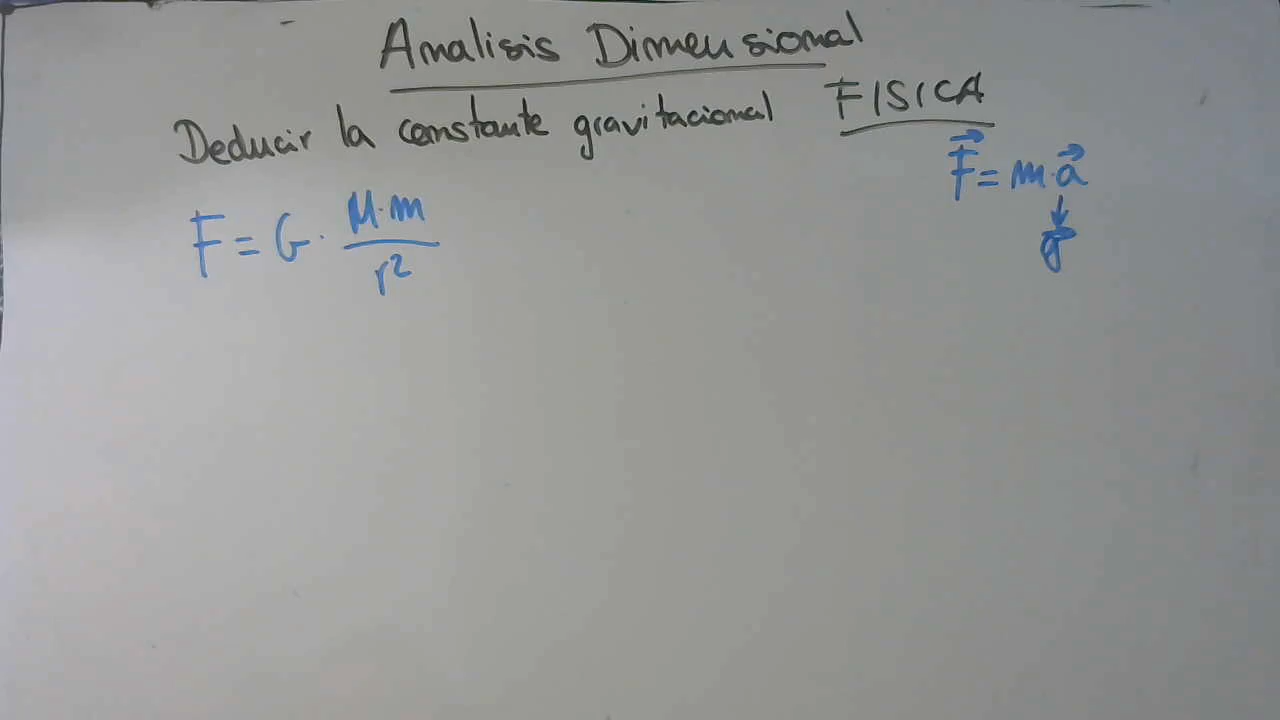 Analisis Dimensional
FISICA
Deducir la constante gravitacional
F = G · M·m / r²
F⃗ = m·a⃗
↓
g⃗